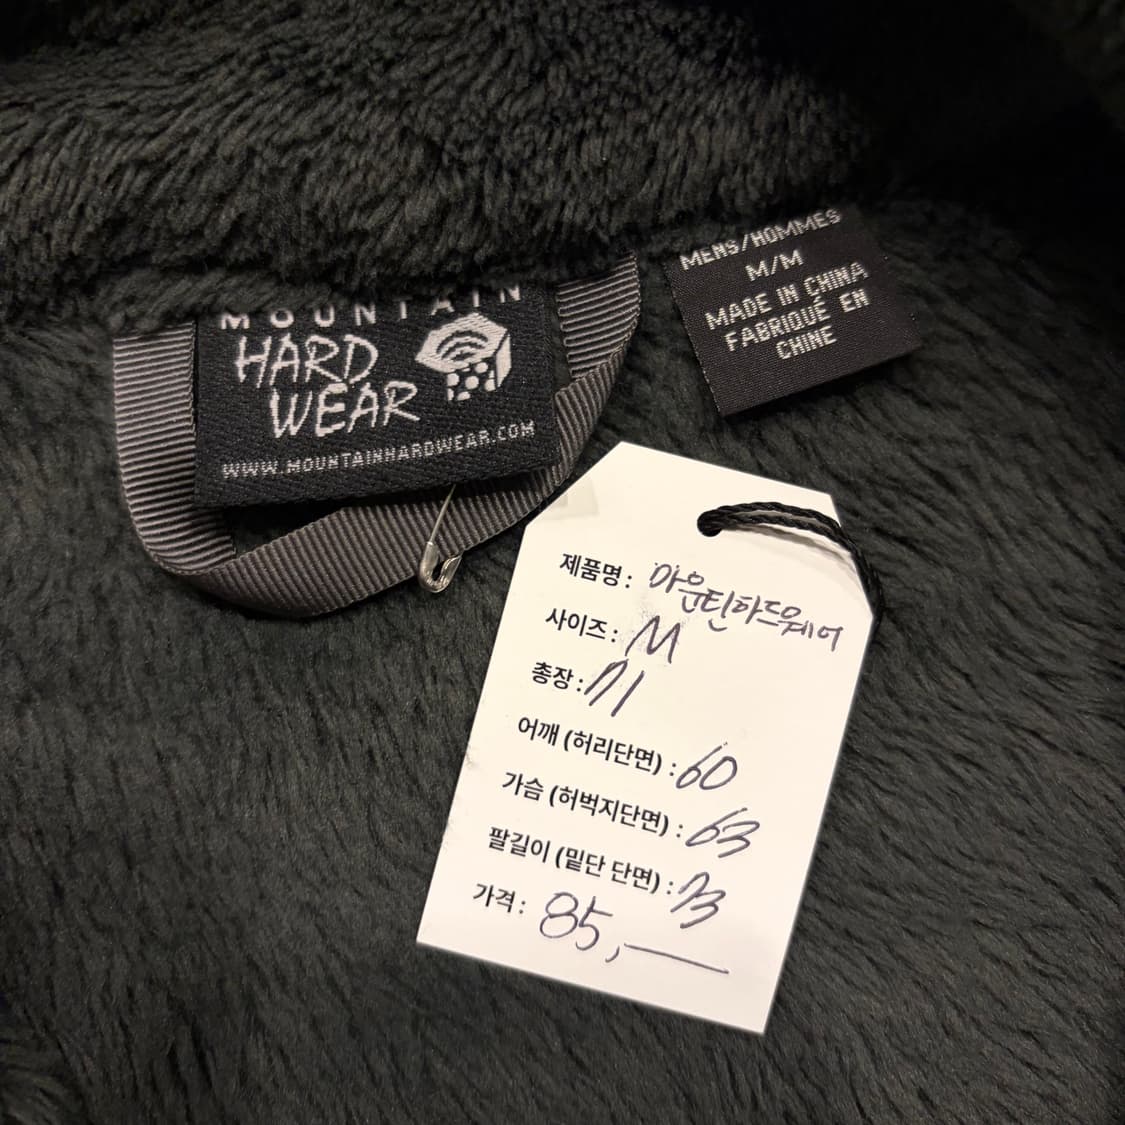 MOUNTAIN
HARD
WEAR
WWW.MOUNTAINHARDWEAR.COM
MENS/HOMMES
M/M
MADE IN CHINA
FABRIQUÉ EN
CHINE
제품명: 마운틴하드웨어
사이즈: M
총장: 71
어깨 (허리단면) : 60
가슴 (허벅지단면) : 63
팔길이 (밑단 단면) : 73
가격: 85,—